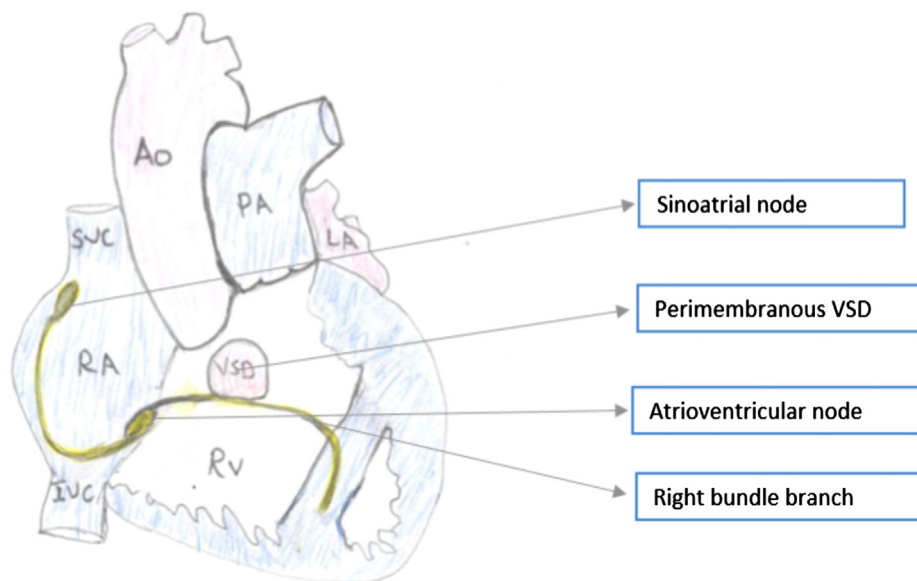 Ao
PA
SVC
LA
Sinoatrial node
Perimembranous VSD
VSD
RA
Atrioventricular node
RV
IVC
Right bundle branch